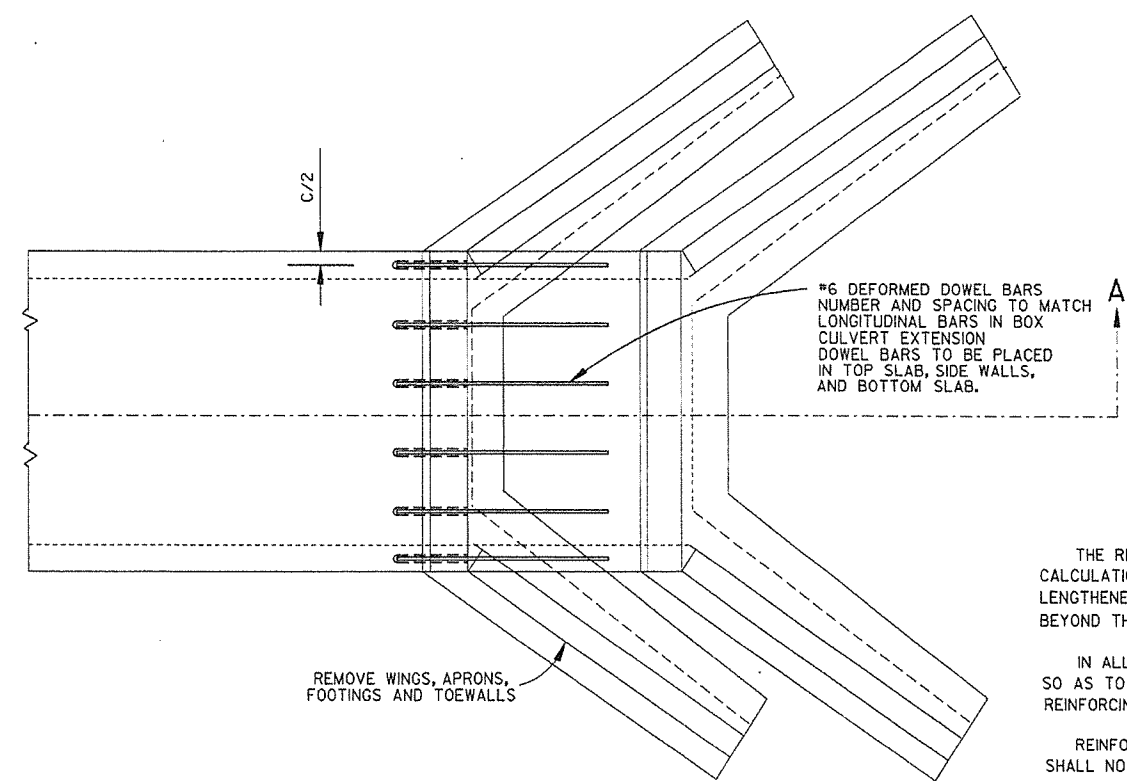 C/2
#6 DEFORMED DOWEL BARS
NUMBER AND SPACING TO MATCH
LONGITUDINAL BARS IN BOX
CULVERT EXTENSION
DOWEL BARS TO BE PLACED
IN TOP SLAB, SIDE WALLS,
AND BOTTOM SLAB.
A
REMOVE WINGS, APRONS,
FOOTINGS AND TOEWALLS
THE
LENGTHENE
BEYOND TH
IN ALL
SO AS TO
REINFORCIN
REINFO
SHALL NO